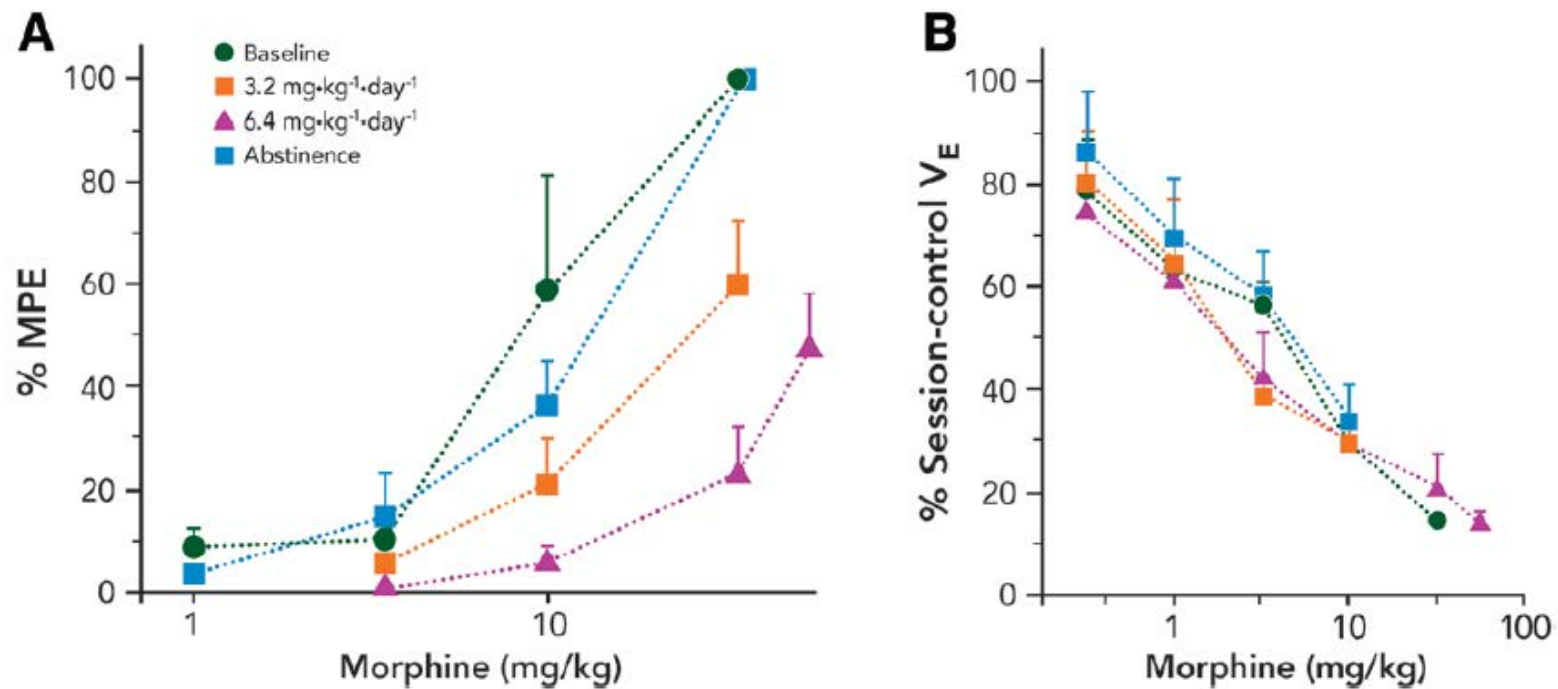 A
Baseline
3.2 mg•kg⁻¹•day⁻¹
6.4 mg•kg⁻¹•day⁻¹
Abstinence
% MPE
100
80
60
40
20
0
1
10
Morphine (mg/kg)
B
% Session-control V_E
100
80
60
40
20
0
1
10
100
Morphine (mg/kg)